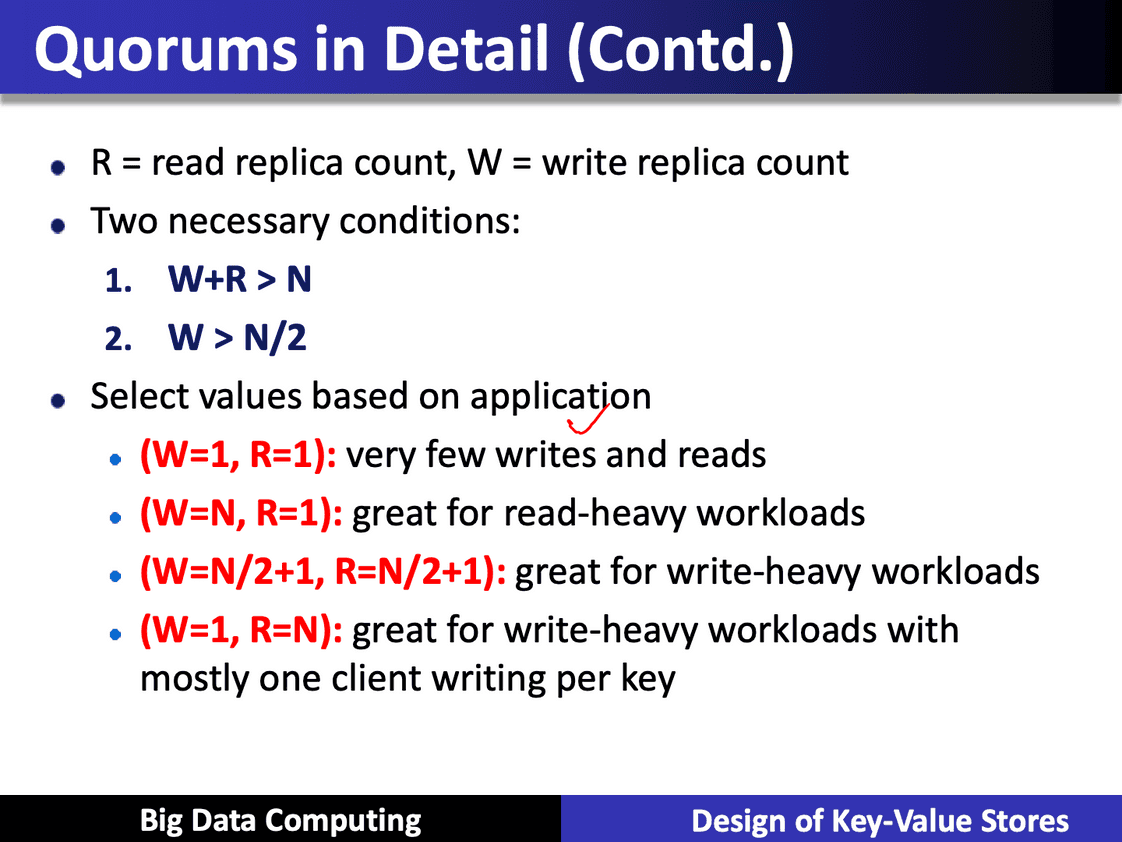 Quorums in Detail (Contd.)
R = read replica count, W = write replica count
Two necessary conditions:
1. W+R > N
2. W > N/2
Select values based on application
(W=1, R=1): very few writes and reads
(W=N, R=1): great for read-heavy workloads
(W=N/2+1, R=N/2+1): great for write-heavy workloads
(W=1, R=N): great for write-heavy workloads with
mostly one client writing per key
Big Data Computing
Design of Key-Value Stores